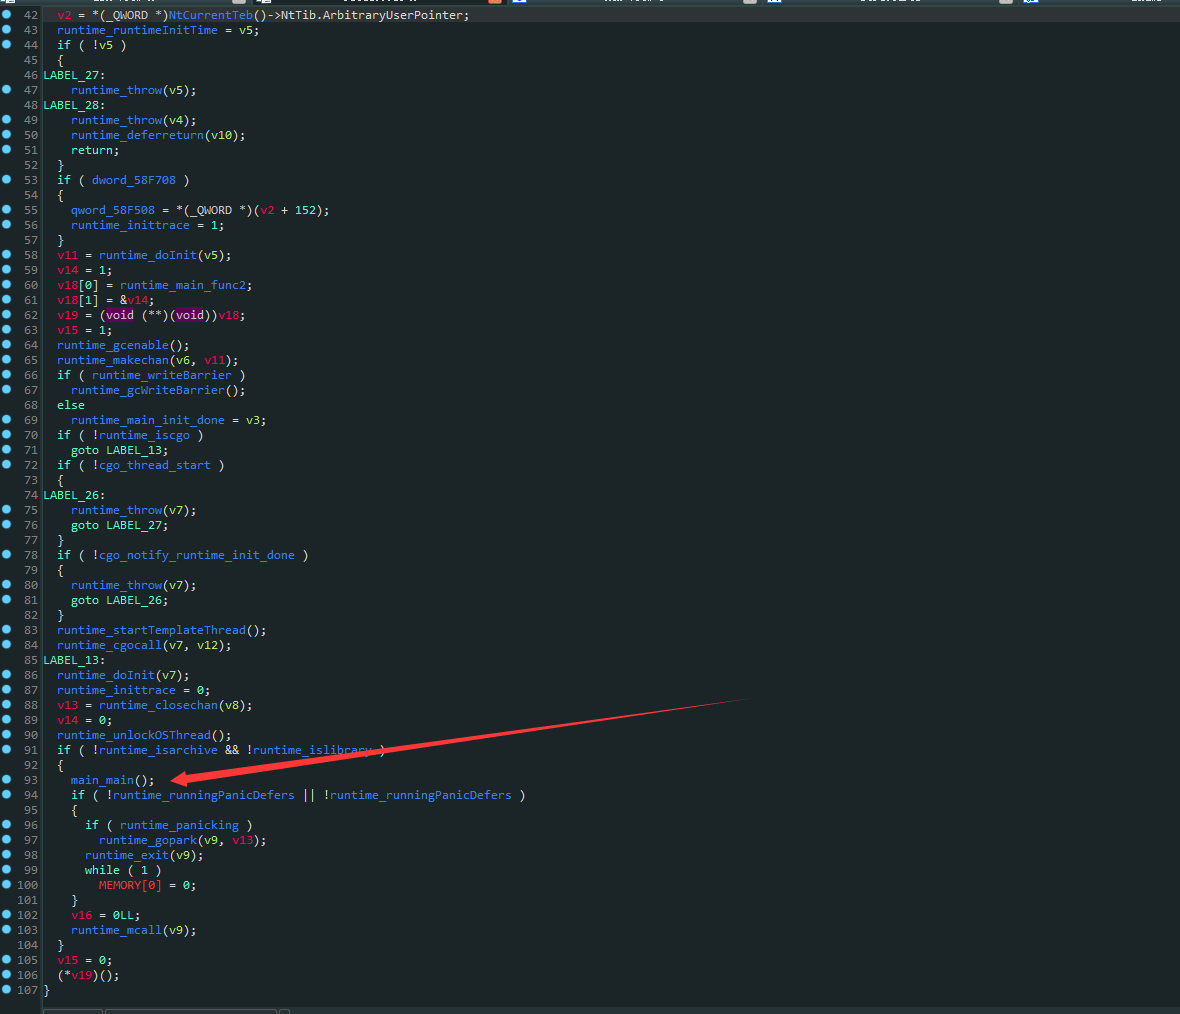 42 v2 = *(_QWORD *)NtCurrentTeb()->NtTib.ArbitraryUserPointer;
43 runtime_runtimeInitTime = v5;
44 if ( !v5 )
45 {
46 LABEL_27:
47 runtime_throw(v5);
48 LABEL_28:
49 runtime_throw(v4);
50 runtime_deferreturn(v10);
51 return;
52 }
53 if ( dword_58F708 )
54 {
55 qword_58F508 = *(_QWORD *)(v2 + 152);
56 runtime_inittrace = 1;
57 }
58 v11 = runtime_doInit(v5);
59 v14 = 1;
60 v18[0] = runtime_main_func2;
61 v18[1] = &v14;
62 v19 = (void (**)(void))v18;
63 v15 = 1;
64 runtime_gcenable();
65 runtime_makechan(v6, v11);
66 if ( runtime_writeBarrier )
67 runtime_gcWriteBarrier();
68 else
69 runtime_main_init_done = v3;
70 if ( !runtime_iscgo )
71 goto LABEL_13;
72 if ( !cgo_thread_start )
73 {
74 LABEL_26:
75 runtime_throw(v7);
76 goto LABEL_27;
77 }
78 if ( !cgo_notify_runtime_init_done )
79 {
80 runtime_throw(v7);
81 goto LABEL_26;
82 }
83 runtime_startTemplateThread();
84 runtime_cgocall(v7, v12);
85 LABEL_13:
86 runtime_doInit(v7);
87 runtime_inittrace = 0;
88 v13 = runtime_closechan(v8);
89 v14 = 0;
90 runtime_unlockOSThread();
91 if ( !runtime_isarchive && !runtime_islibrary )
92 {
93 main_main();
94 if ( !runtime_runningPanicDefers || !runtime_runningPanicDefers )
95 {
96 if ( runtime_panicking )
97 runtime_gopark(v9, v13);
98 runtime_exit(v9);
99 while ( 1 )
100 MEMORY[0] = 0;
101 }
102 v16 = 0LL;
103 runtime_mcall(v9);
104 }
105 v15 = 0;
106 (*v19)();
107 }